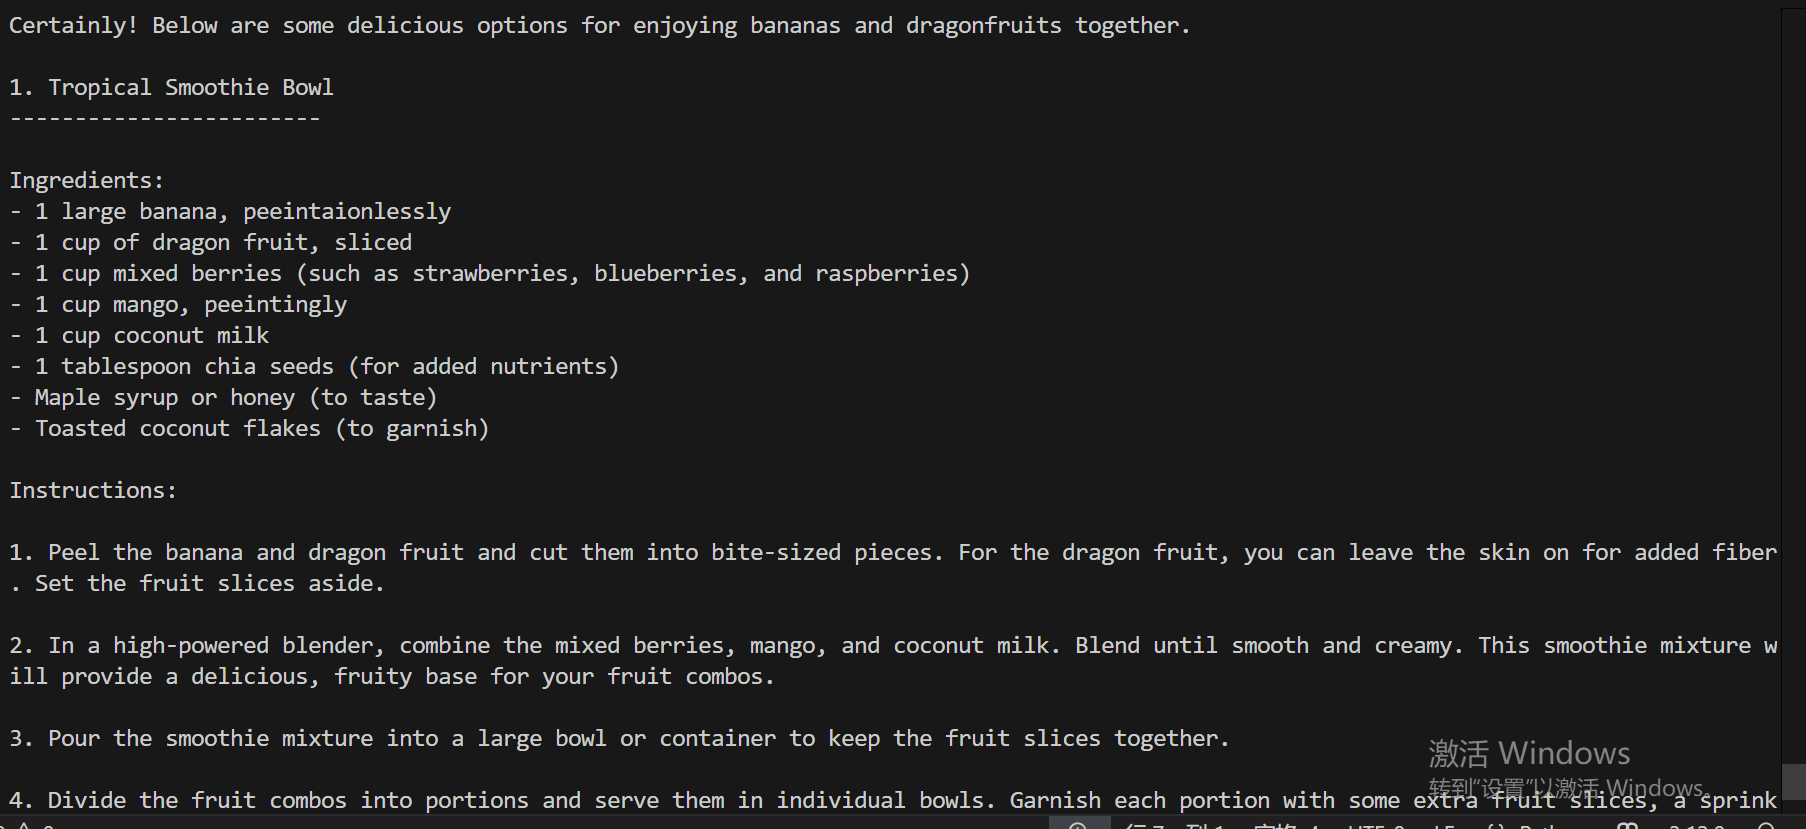 Certainly! Below are some delicious options for enjoying bananas and dragonfruits together.
1. Tropical Smoothie Bowl
------------------------
Ingredients:
- 1 large banana, peeintaionlessly
- 1 cup of dragon fruit, sliced
- 1 cup mixed berries (such as strawberries, blueberries, and raspberries)
- 1 cup mango, peeintingly
- 1 cup coconut milk
- 1 tablespoon chia seeds (for added nutrients)
- Maple syrup or honey (to taste)
- Toasted coconut flakes (to garnish)
Instructions:
1. Peel the banana and dragon fruit and cut them into bite-sized pieces. For the dragon fruit, you can leave the skin on for added fiber
. Set the fruit slices aside.
2. In a high-powered blender, combine the mixed berries, mango, and coconut milk. Blend until smooth and creamy. This smoothie mixture w
ill provide a delicious, fruity base for your fruit combos.
3. Pour the smoothie mixture into a large bowl or container to keep the fruit slices together.
激活 Windows
转到"设置"以激活 Windows。
4. Divide the fruit combos into portions and serve them in individual bowls. Garnish each portion with some extra fruit slices, a sprink